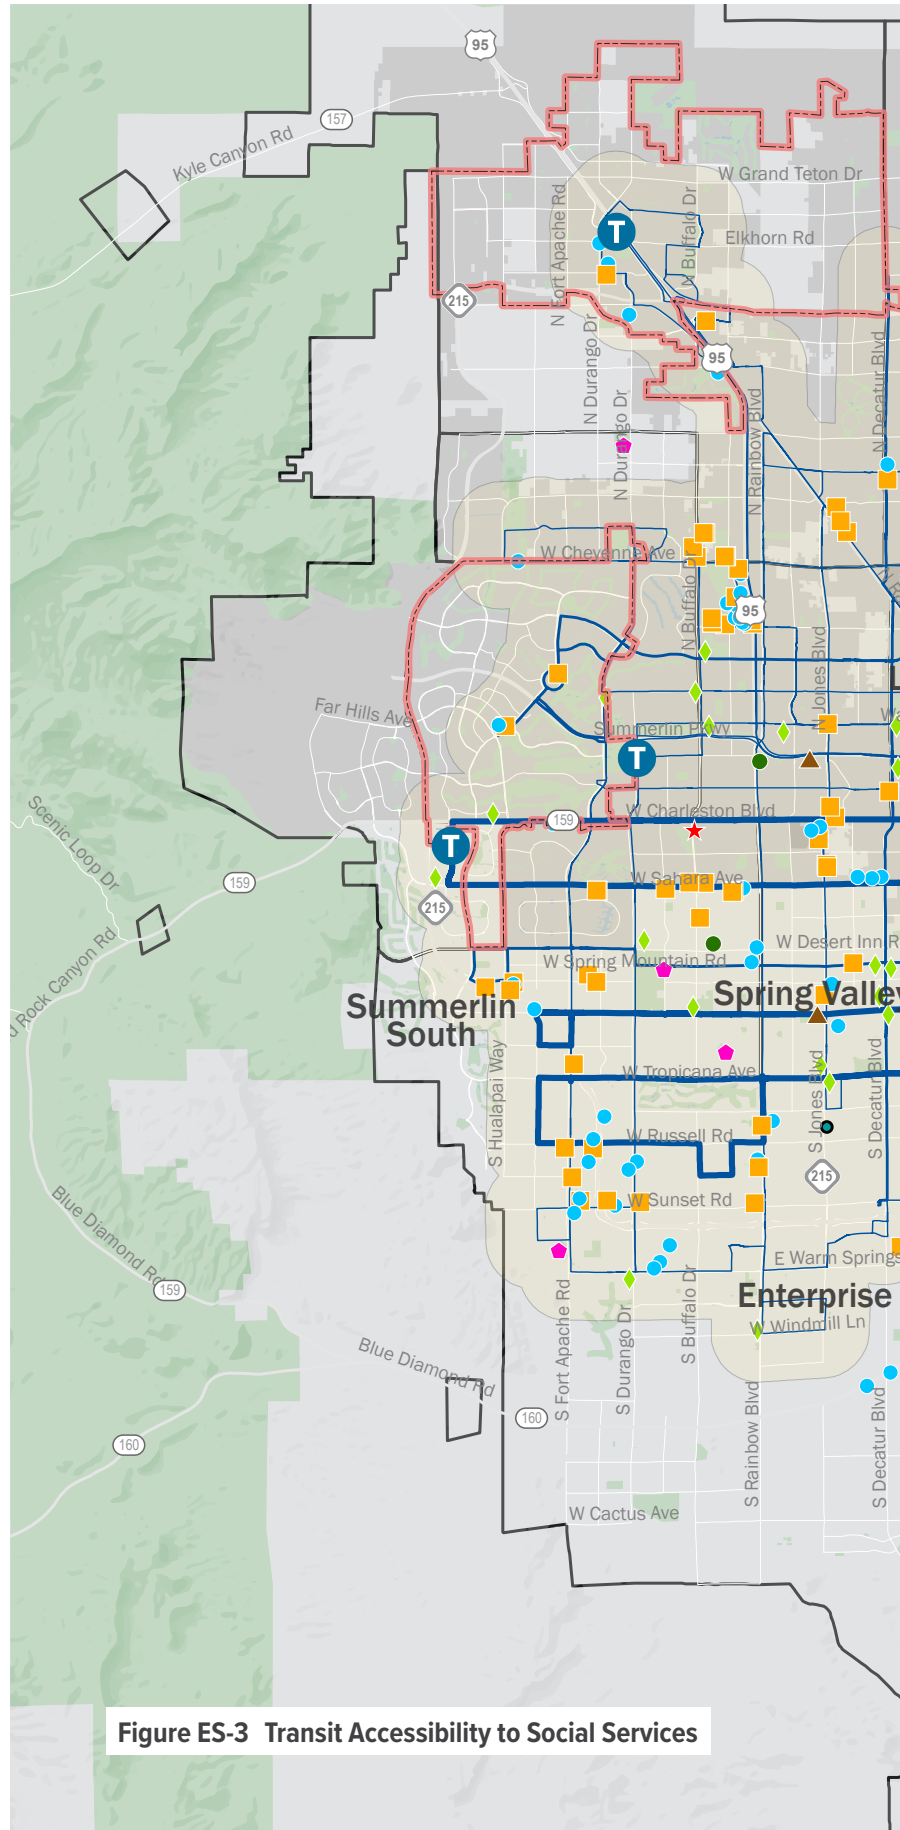 95
157
Kyle Canyon Rd
W Grand Teton Dr
N Fort Apache Rd
N Buffalo Dr
T
Elkhorn Rd
215
N Durango Dr
95
N Decatur Blvd
N Durango Dr
N Rainbow Blvd
W Cheyenne Ave
N Buffalo Dr
95
N Jones Blvd
Far Hills Ave
Summerlin Pkwy
T
Scenic Loop Dr
W Charleston Blvd
159
T
159
W Sahara Ave
215
W Desert Inn R
d Rock Canyon Rd
W Spring Mountain Rd
Spring Valley
Summerlin
South
S Hualapai Way
W Tropicana Ave
S Jones Blvd
S Decatur Blvd
W Russell Rd
215
Blue Diamond Rd
W Sunset Rd
E Warm Springs
159
Enterprise
S Fort Apache Rd
S Durango Dr
S Buffalo Dr
W Windmill Ln
Blue Diamond Rd
S Rainbow Blvd
S Decatur Blvd
160
160
W Cactus Ave
Figure ES-3 Transit Accessibility to Social Services